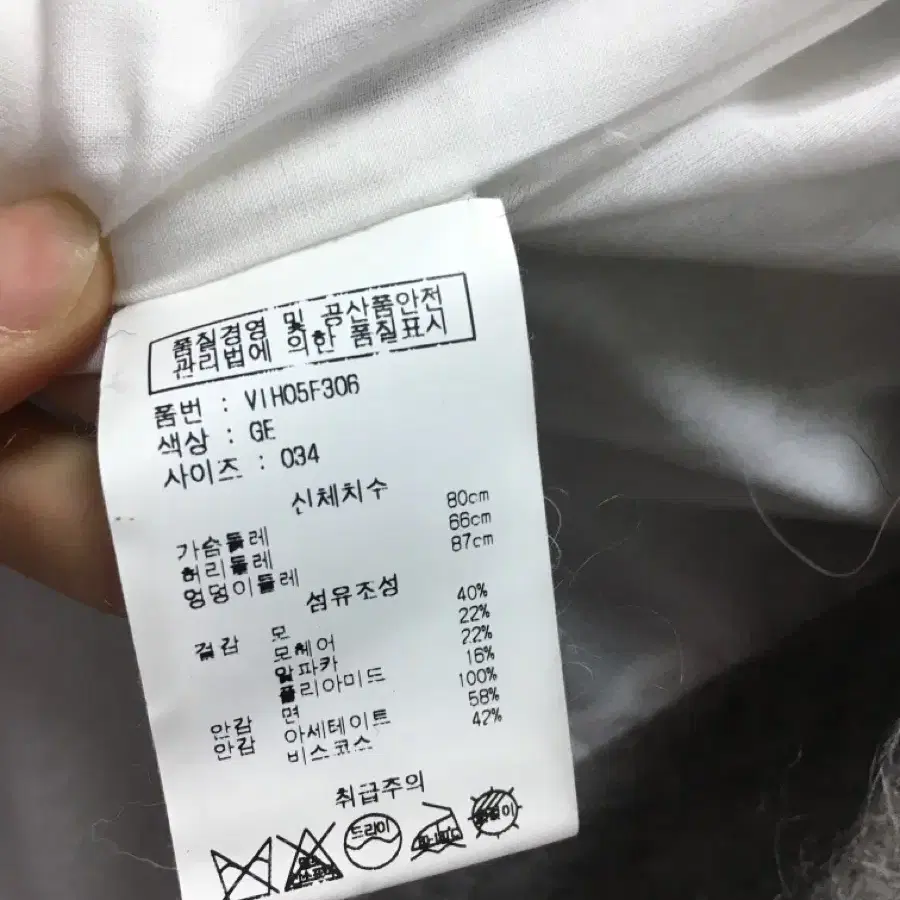 품질경영 및 공산품안전
관리법에 의한 품질표시
품번 : VIH05F306
색상 : GE
사이즈 : 034
신체치수
가슴둘레 80cm
허리둘레 66cm
엉덩이둘레 87cm
섬유조성
겉감 모 40%
모헤어 22%
알파카 22%
폴리아미드 16%
안감 면 100%
안감 아세테이트 58%
비스코스 42%
취급주의
드라이